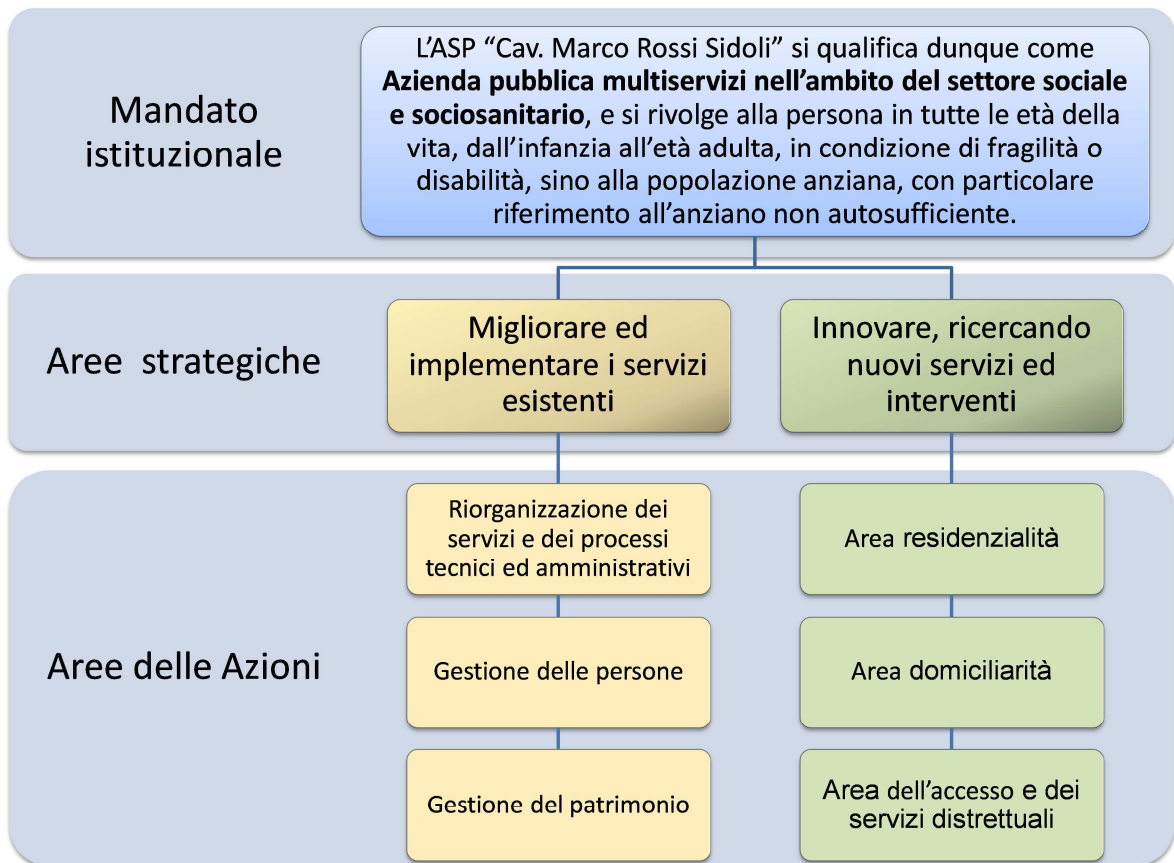 Mandato
istituzionale
L’ASP “Cav. Marco Rossi Sidoli” si qualifica dunque come
Azienda pubblica multiservizi nell’ambito del settore sociale
e sociosanitario, e si rivolge alla persona in tutte le età della
vita, dall’infanzia all’età adulta, in condizione di fragilità o
disabilità, sino alla popolazione anziana, con particolare
riferimento all’anziano non autosufficiente.
Aree strategiche
Migliorare ed
implementare i servizi
esistenti
Innovare, ricercando
nuovi servizi ed
interventi
Aree delle Azioni
Riorganizzazione dei
servizi e dei processi
tecnici ed amministrativi
Gestione delle persone
Gestione del patrimonio
Area residenzialità
Area domiciliarità
Area dell’accesso e dei
servizi distrettuali